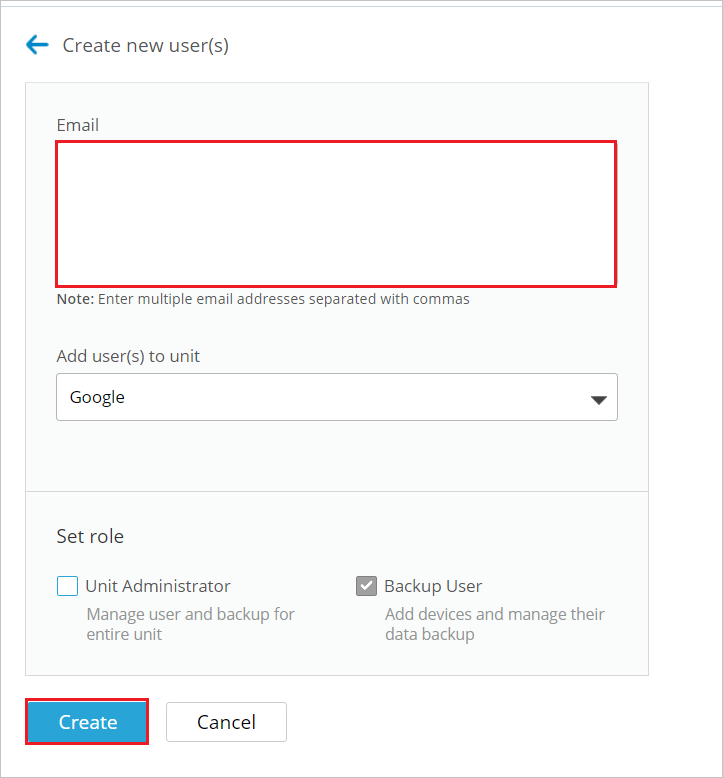 Create new user(s)
Email
Note: Enter multiple email addresses separated with commas
Add user(s) to unit
Google
Set role
Unit Administrator
Manage user and backup for
entire unit
Backup User
Add devices and manage their
data backup
Create
Cancel